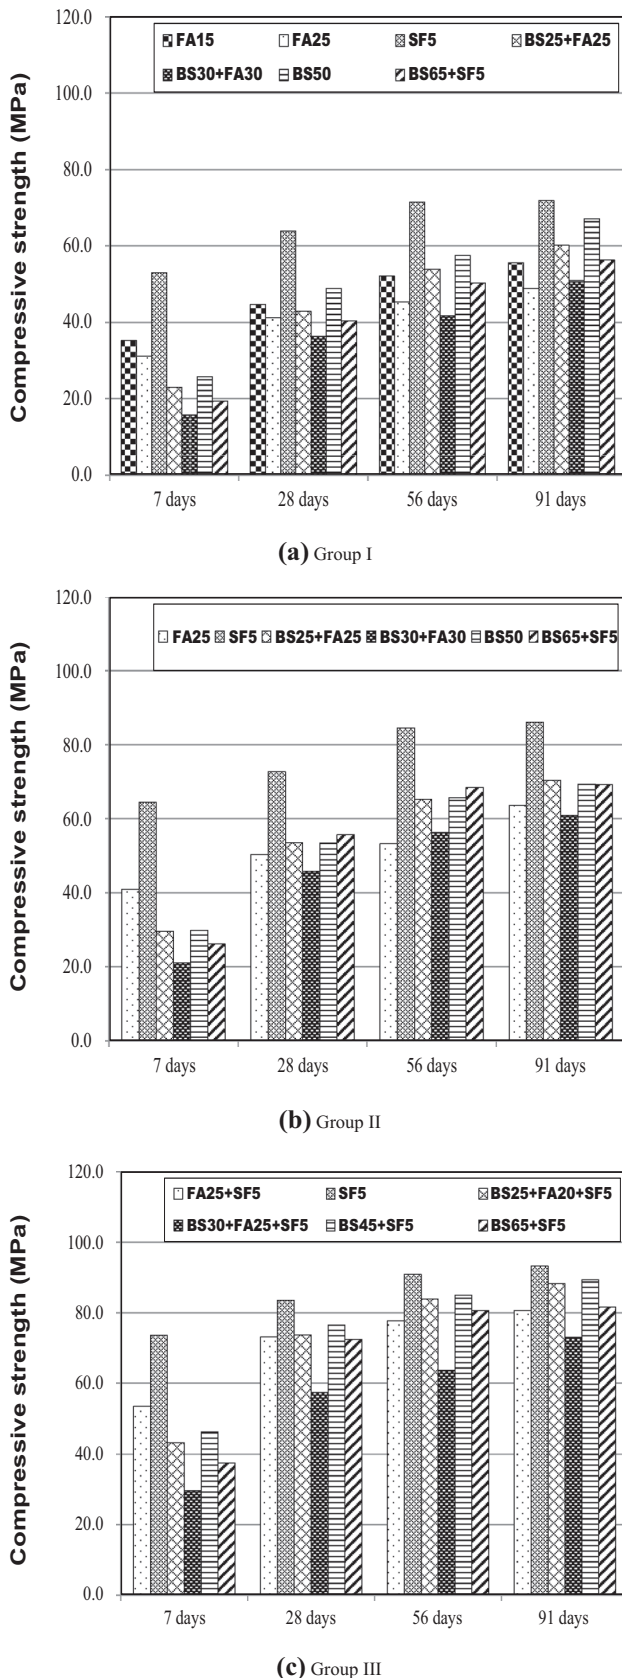 120.0
FA15 FA25 SF5 BS25+FA25
BS30+FA30 BS50 BS65+SF5
100.0
80.0
60.0
40.0
20.0
0.0
Compressive strength (MPa)
7 days 28 days 56 days 91 days
(a) Group I
120.0
FA25 SF5 BS25+FA25 BS30+FA30 BS50 BS65+SF5
100.0
80.0
60.0
40.0
20.0
0.0
Compressive strength (MPa)
7 days 28 days 56 days 91 days
(b) Group II
120.0
FA25+SF5 SF5 BS25+FA20+SF5
BS30+FA25+SF5 BS45+SF5 BS65+SF5
100.0
80.0
60.0
40.0
20.0
0.0
Compressive strength (MPa)
7 days 28 days 56 days 91 days
(c) Group III